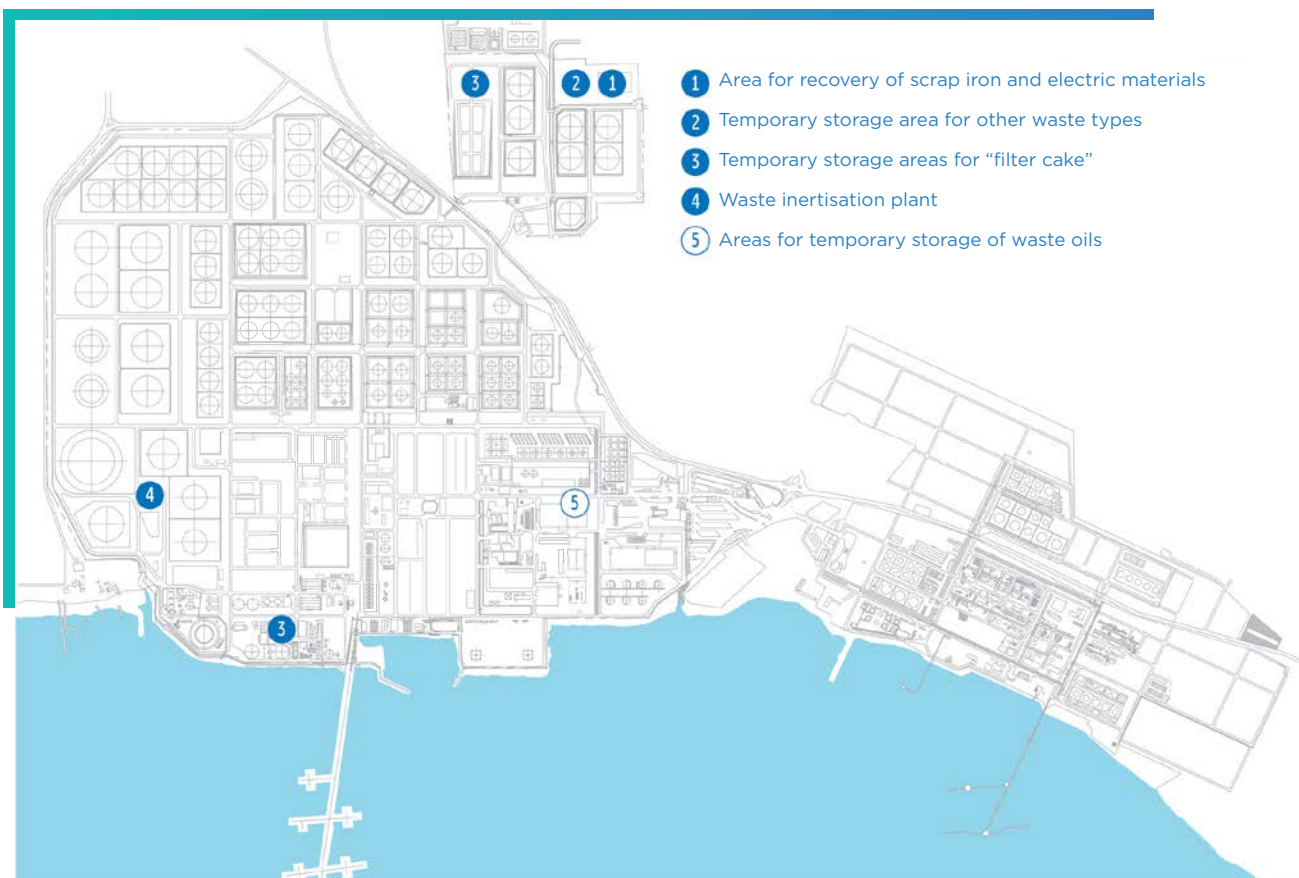 3
2
1
1 Area for recovery of scrap iron and electric materials
2 Temporary storage area for other waste types
3 Temporary storage areas for “filter cake”
4 Waste inertisation plant
5 Areas for temporary storage of waste oils
4
5
3